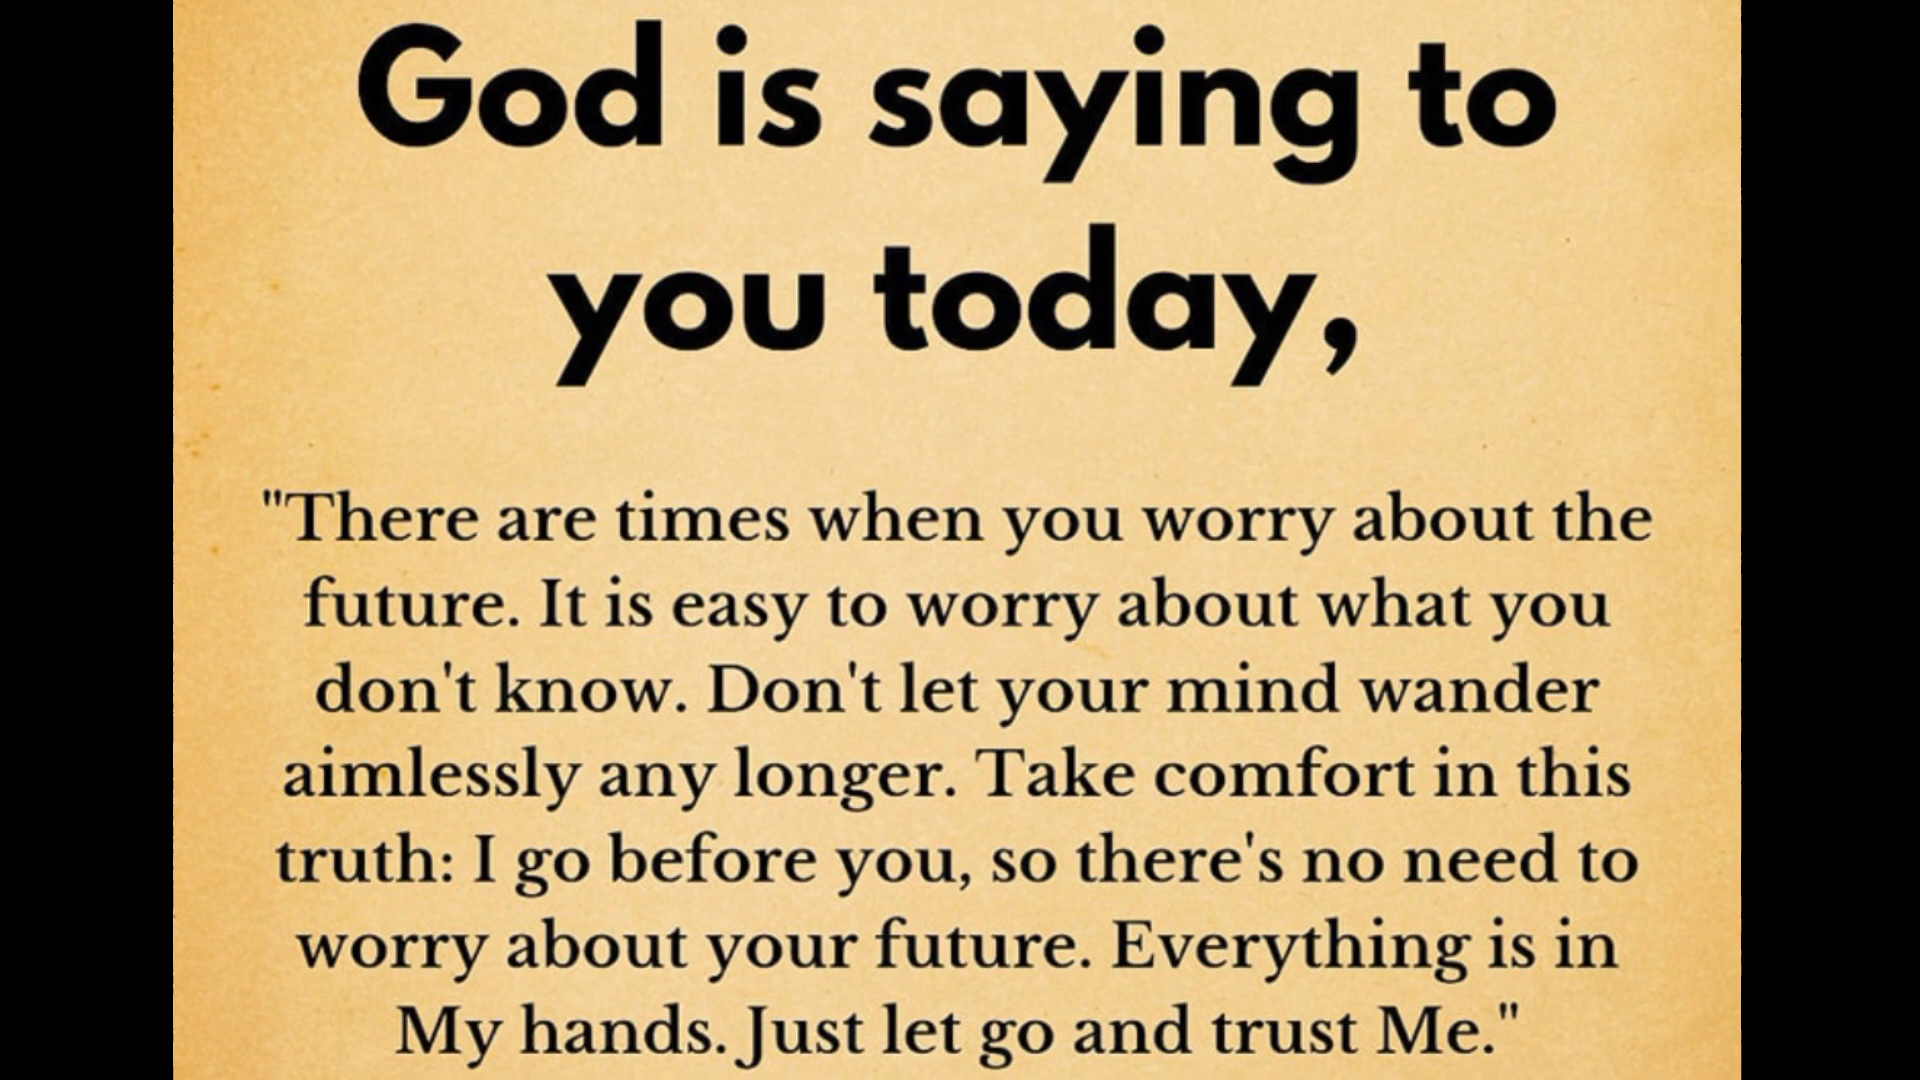 God is saying to
you today,
"There are times when you worry about the
future. It is easy to worry about what you
don't know. Don't let your mind wander
aimlessly any longer. Take comfort in this
truth: I go before you, so there's no need to
worry about your future. Everything is in
My hands. Just let go and trust Me."